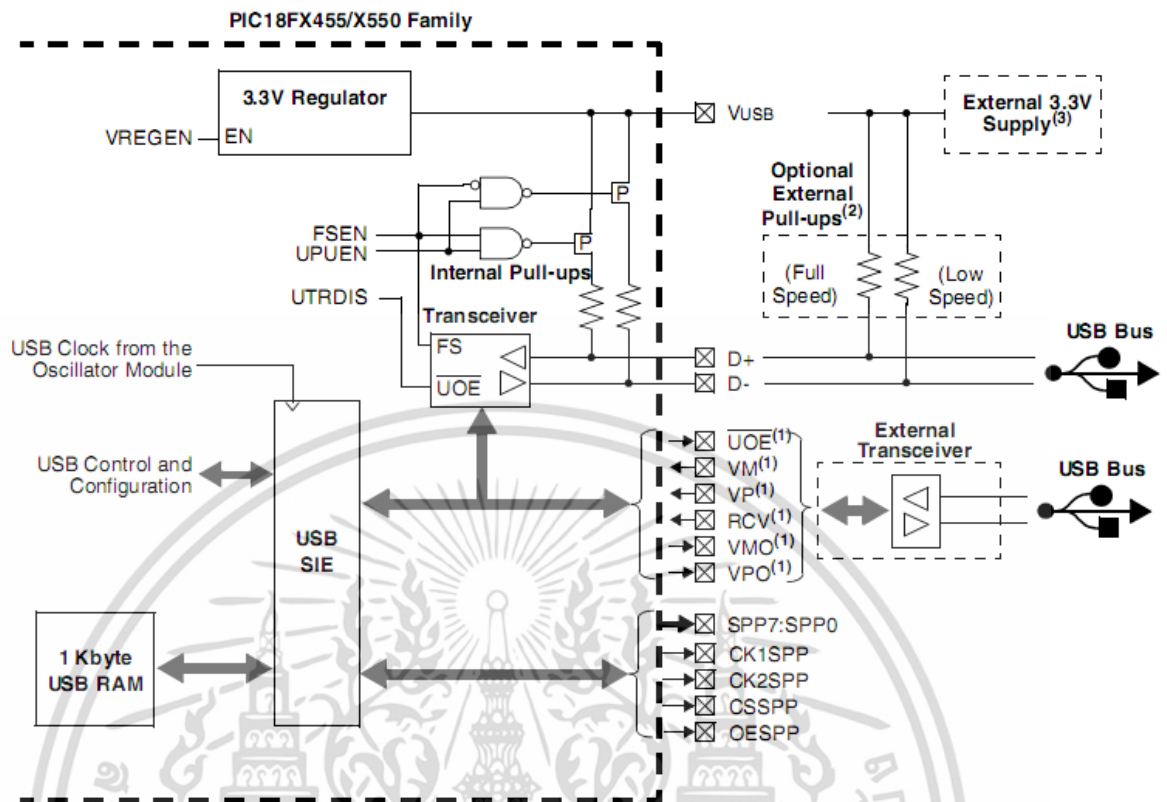 PIC18FX455/X550 Family
3.3V Regulator
VREGEN
EN
VUSB
External 3.3V
Supply(3)
Optional
External
Pull-ups(2)
P
P
FSEN
UPUEN
Internal Pull-ups
(Full
Speed)
(Low
Speed)
UTRDIS
Transceiver
FS
UOE
USB Clock from the
Oscillator Module
D+
D-
USB Bus
USB Control and
Configuration
UOE(1)
VM(1)
VP(1)
RCV(1)
VMO(1)
VPO(1)
External
Transceiver
USB Bus
USB
SIE
1 Kbyte
USB RAM
SPP7:SPP0
CK1SPP
CK2SPP
CSSPP
OESPP